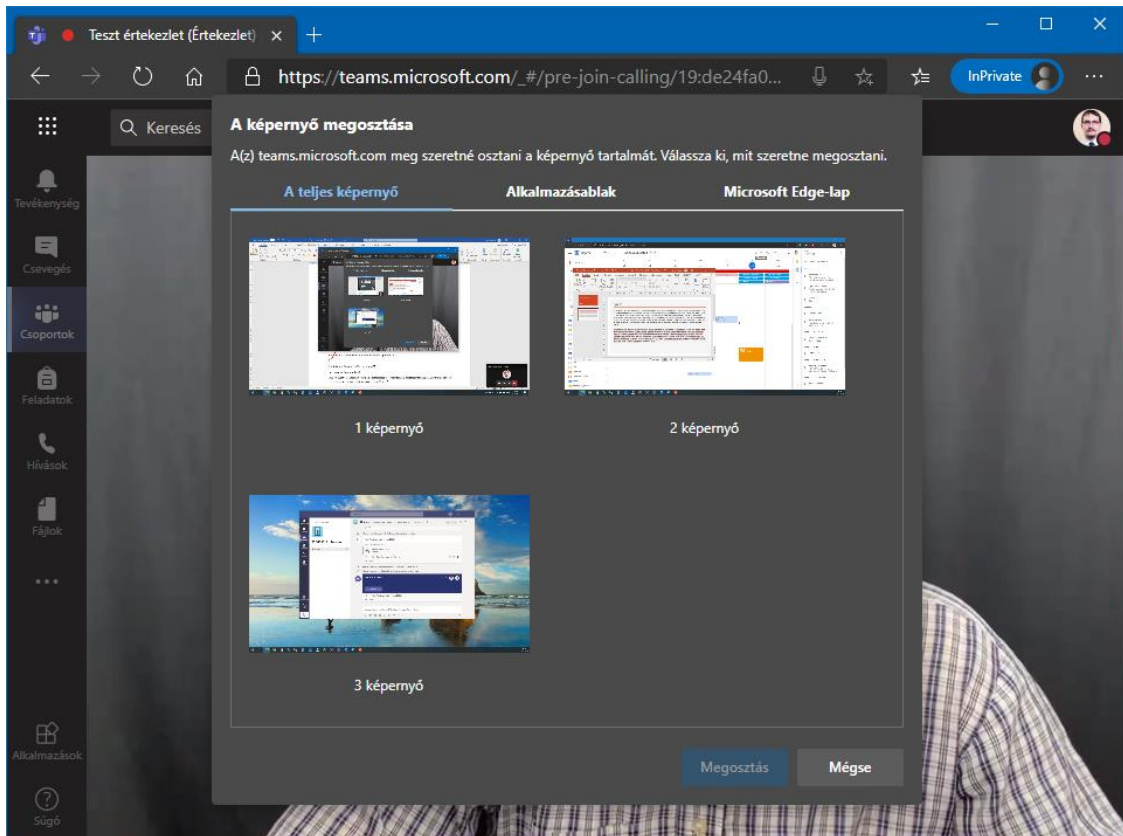 Teszt értekezlet (Értekezlet)
https://teams.microsoft.com/_#/pre-join-calling/19:de24fa0...
InPrivate
Keresés
A képernyő megosztása
A(z) teams.microsoft.com meg szeretné osztani a képernyő tartalmát. Válassza ki, mit szeretne megosztani.
A teljes képernyő
Alkalmazásablak
Microsoft Edge-lap
Tevékenység
Csevegés
Csoportok
Feladatok
Hívások
Fájlok
1 képernyő
2 képernyő
3 képernyő
Alkalmazások
Súgó
Megosztás
Mégse